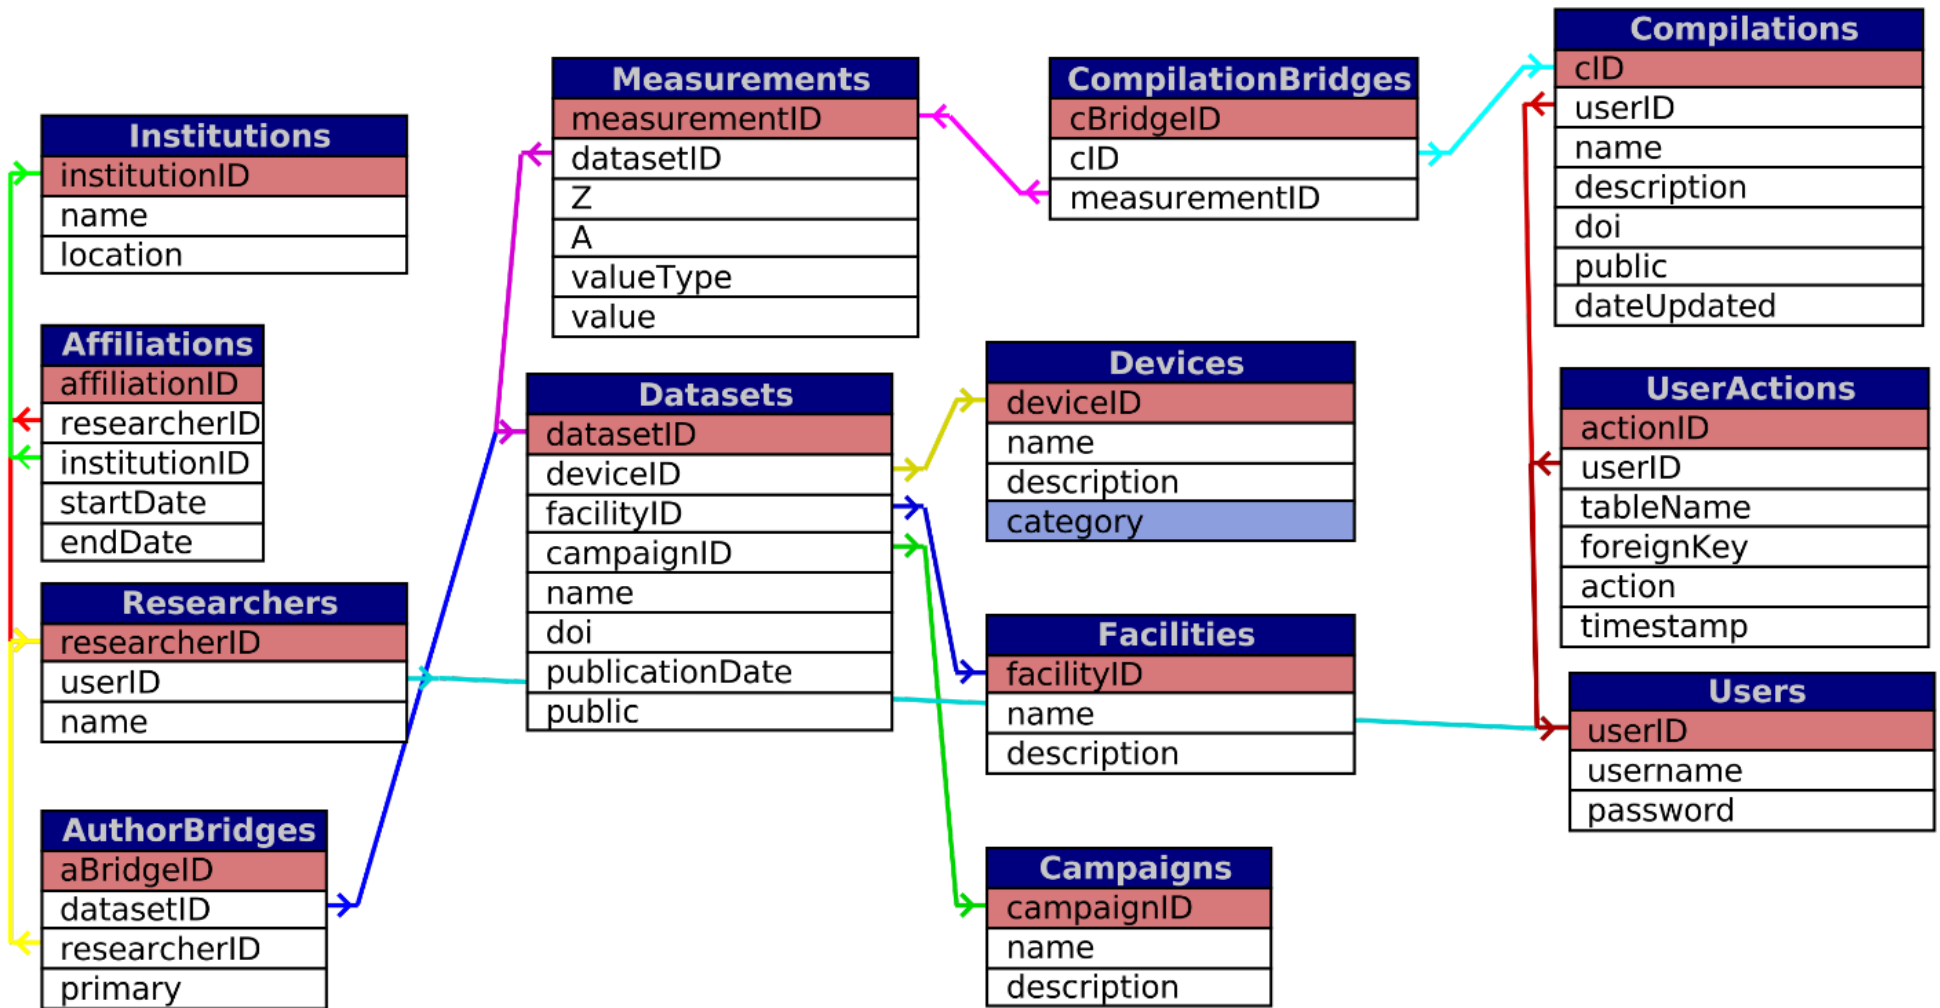 Institutions
institutionID
name
location
Affiliations
affiliationID
researcherID
institutionID
startDate
endDate
Researchers
researcherID
userID
name
AuthorBridges
aBridgeID
datasetID
researcherID
primary
Measurements
measurementID
datasetID
Z
A
valueType
value
Datasets
datasetID
deviceID
facilityID
campaignID
name
doi
publicationDate
public
CompilationBridges
cBridgeID
cID
measurementID
Devices
deviceID
name
description
category
Facilities
facilityID
name
description
Campaigns
campaignID
name
description
Compilations
cID
userID
name
description
doi
public
dateUpdated
UserActions
actionID
userID
tableName
foreignKey
action
timestamp
Users
userID
username
password